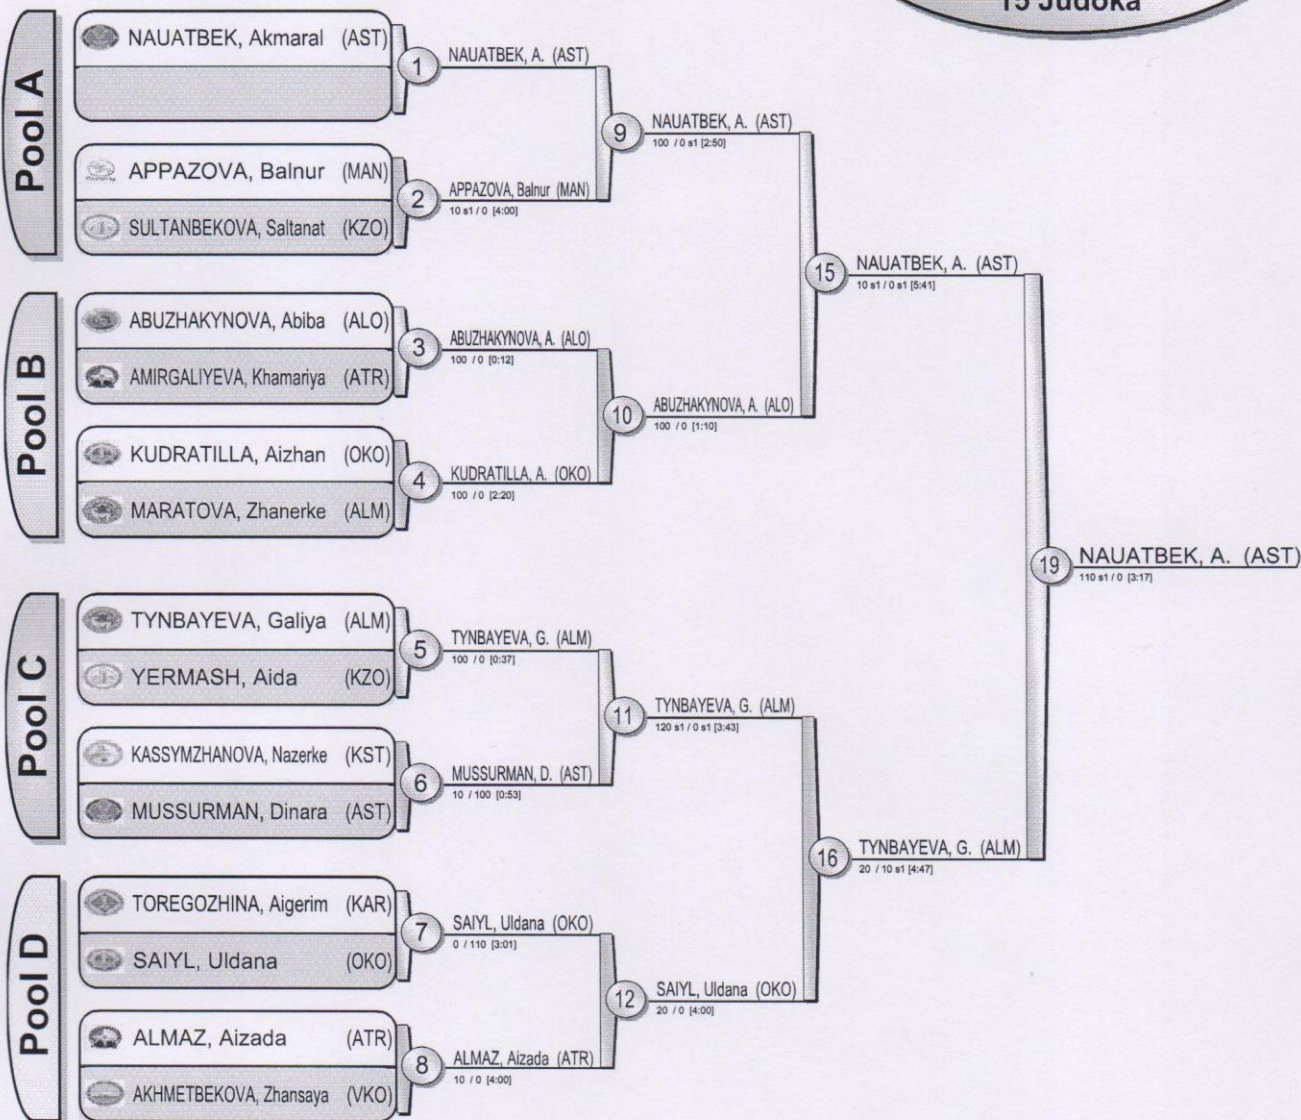 15 Judoka
Pool A
NAUATBEK, Akmaral (AST)
APPAZOVA, Balnur (MAN)
SULTANBEKOVA, Saltanat (KZO)
1
NAUATBEK, A. (AST)
2
APPAZOVA, Balnur (MAN)
10 s1 / 0 [4:00]
9
NAUATBEK, A. (AST)
100 / 0 s1 [2:50]
Pool B
ABUZHAKYNOVA, Abiba (ALO)
AMIRGALIYEVA, Khamariya (ATR)
KUDRATILLA, Aizhan (OKO)
MARATOVA, Zhanerke (ALM)
3
ABUZHAKYNOVA, A. (ALO)
100 / 0 [0:12]
4
KUDRATILLA, A. (OKO)
100 / 0 [2:20]
10
ABUZHAKYNOVA, A. (ALO)
100 / 0 [1:10]
15
NAUATBEK, A. (AST)
10 s1 / 0 s1 [5:41]
Pool C
TYNBAYEVA, Galiya (ALM)
YERMASH, Aida (KZO)
KASSYMZHANOVA, Nazerke (KST)
MUSSURMAN, Dinara (AST)
5
TYNBAYEVA, G. (ALM)
100 / 0 [0:37]
6
MUSSURMAN, D. (AST)
10 / 100 [0:53]
11
TYNBAYEVA, G. (ALM)
120 s1 / 0 s1 [3:43]
Pool D
TOREGOZHINA, Aigerim (KAR)
SAIYL, Uldana (OKO)
ALMAZ, Aizada (ATR)
AKHMETBEKOVA, Zhansaya (VKO)
7
SAIYL, Uldana (OKO)
0 / 110 [3:01]
8
ALMAZ, Aizada (ATR)
10 / 0 [4:00]
12
SAIYL, Uldana (OKO)
20 / 0 [4:00]
16
TYNBAYEVA, G. (ALM)
20 / 10 s1 [4:47]
19
NAUATBEK, A. (AST)
110 s1 / 0 [3:17]